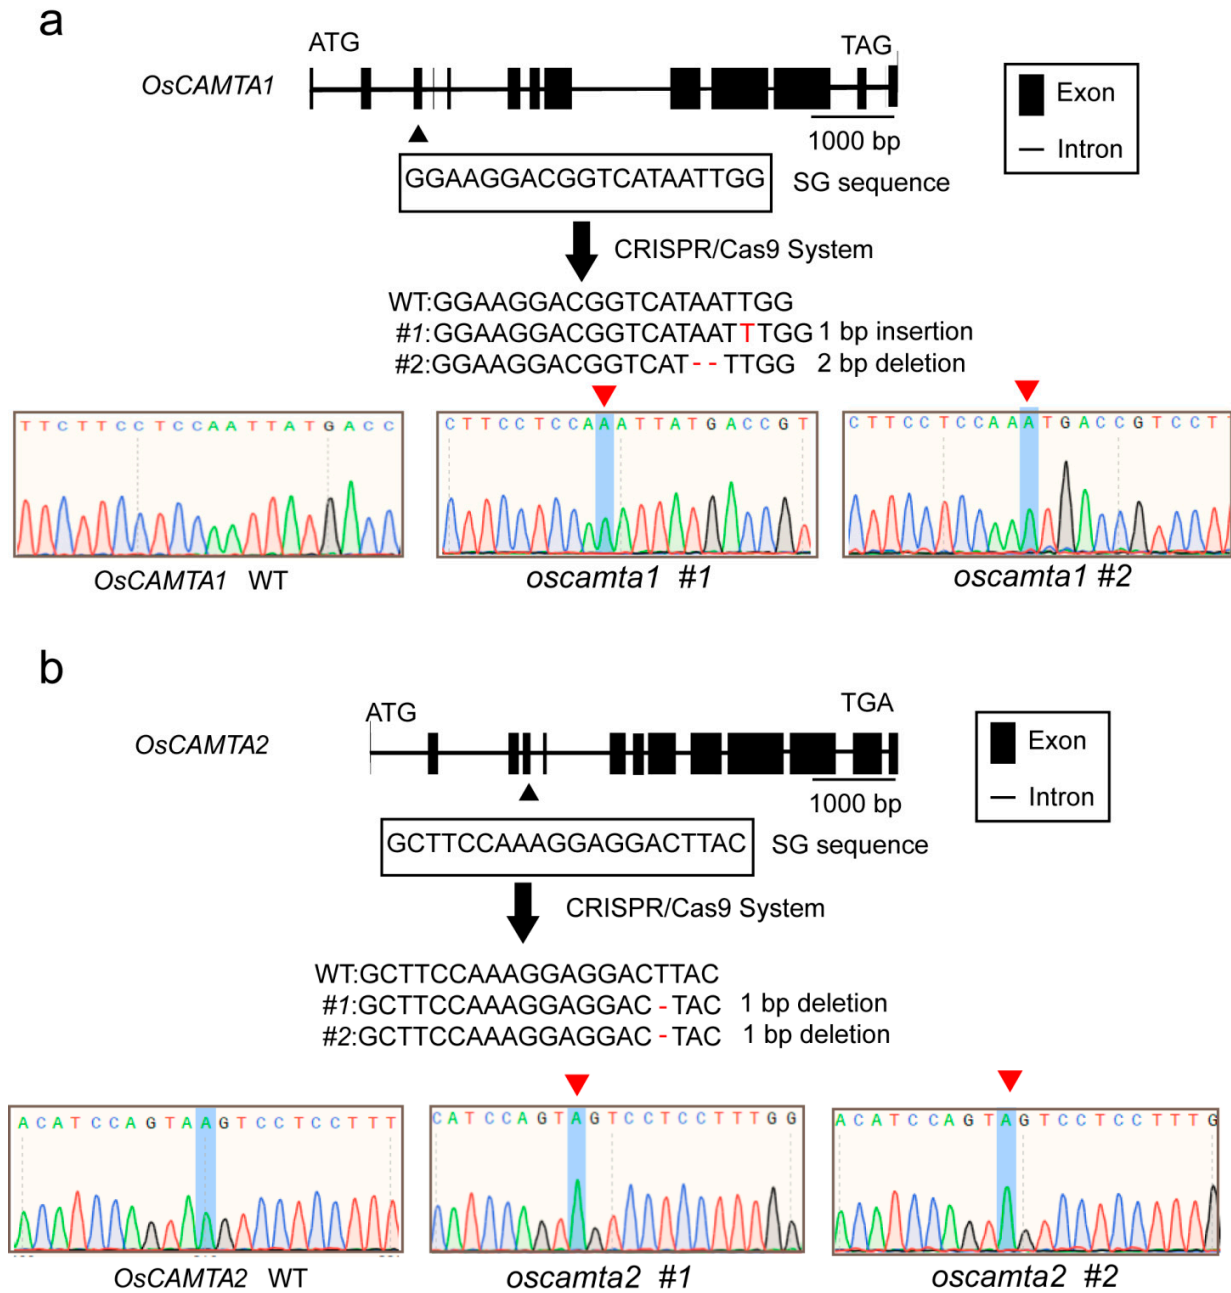 a
ATG
TAG
OsCAMTA1
1000 bp
Exon
Intron
GGAAGGACGGTCATAATTGG
SG sequence
CRISPR/Cas9 System
WT:GGAAGGACGGTCATAATTGG
#1:GGAAGGACGGTCATAATTTGG 1 bp insertion
#2:GGAAGGACGGTCAT--TTGG 2 bp deletion
TTCTTCCTCCAATTATGACC
CTTCCTCCAAATTATGACCGT
CTTCCTCCAAATGACCGTCCTT
OsCAMTA1 WT
oscamta1 #1
oscamta1 #2
b
ATG
TGA
OsCAMTA2
1000 bp
Exon
Intron
GCTTCCAAAGGAGGACTTAC
SG sequence
CRISPR/Cas9 System
WT:GCTTCCAAAGGAGGACTTAC
#1:GCTTCCAAAGGAGGAC-TAC 1 bp deletion
#2:GCTTCCAAAGGAGGAC-TAC 1 bp deletion
ACATCCAGTAAGTCCTCCTTT
CATCCAGTAGTCCTCCTTTGG
ACATCCAGTAGTCCTCCTTTG
OsCAMTA2 WT
oscamta2 #1
oscamta2 #2